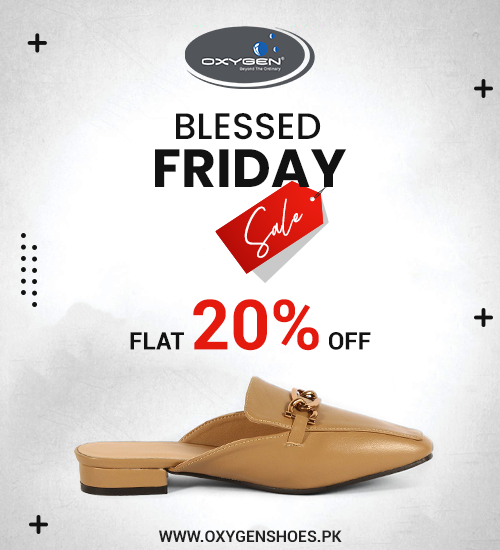 OXYGEN®
Beyond The Ordinary
BLESSED
FRIDAY
Sale
FLAT 20% OFF
WWW.OXYGENSHOES.PK